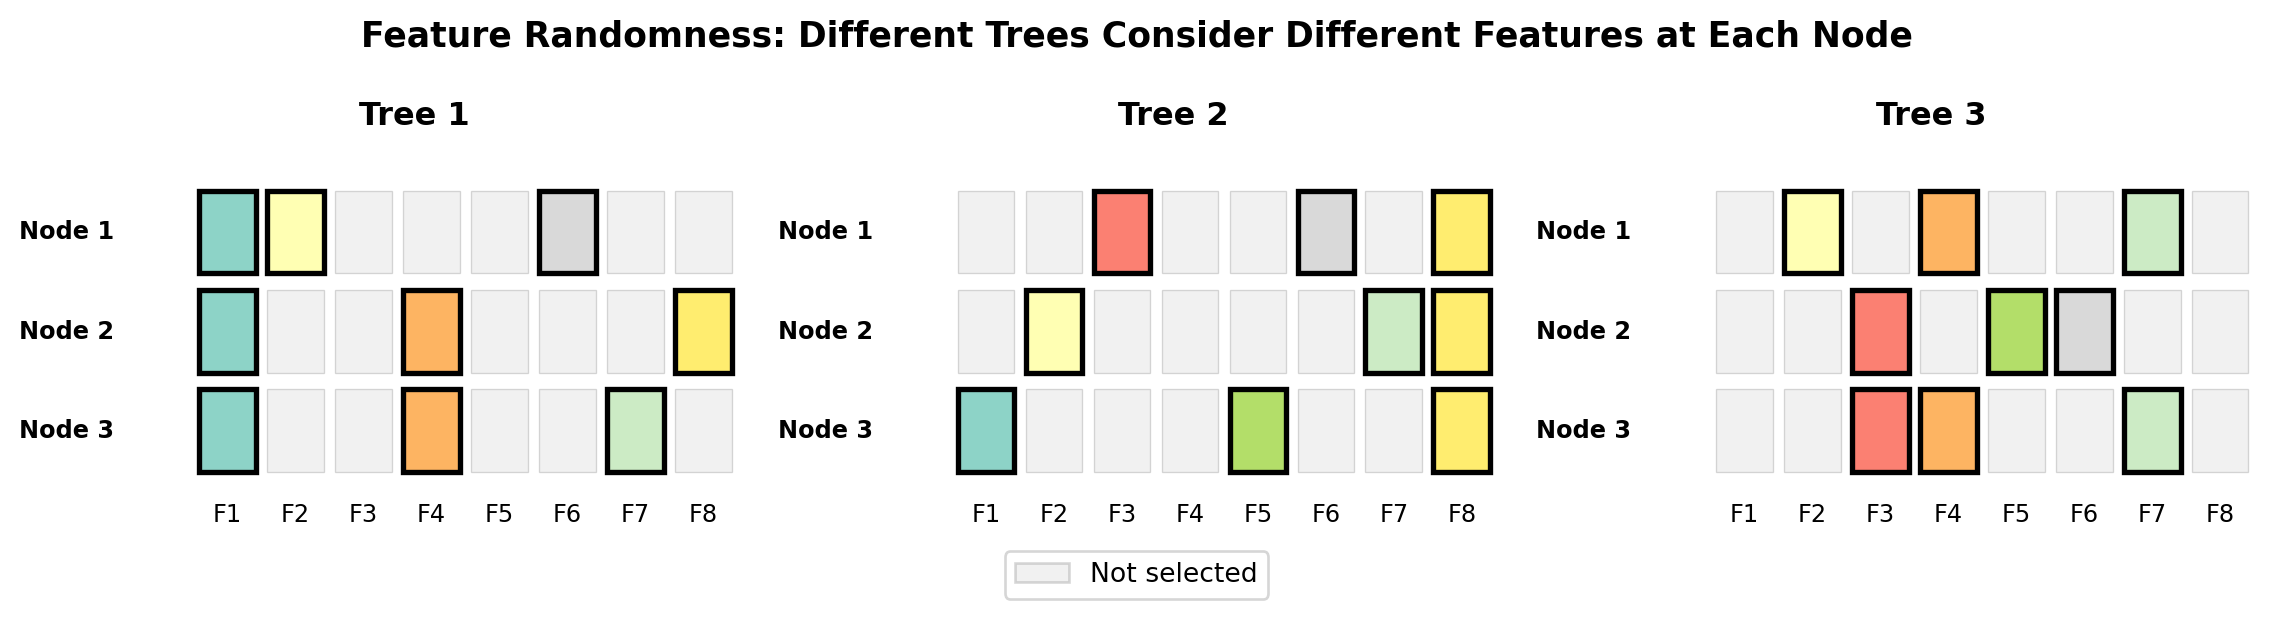 Feature Randomness: Different Trees Consider Different Features at Each Node
Tree 1
Node 1
Node 2
Node 3
F1 F2 F3 F4 F5 F6 F7 F8
Tree 2
Node 1
Node 2
Node 3
F1 F2 F3 F4 F5 F6 F7 F8
Tree 3
Node 1
Node 2
Node 3
F1 F2 F3 F4 F5 F6 F7 F8
Not selected